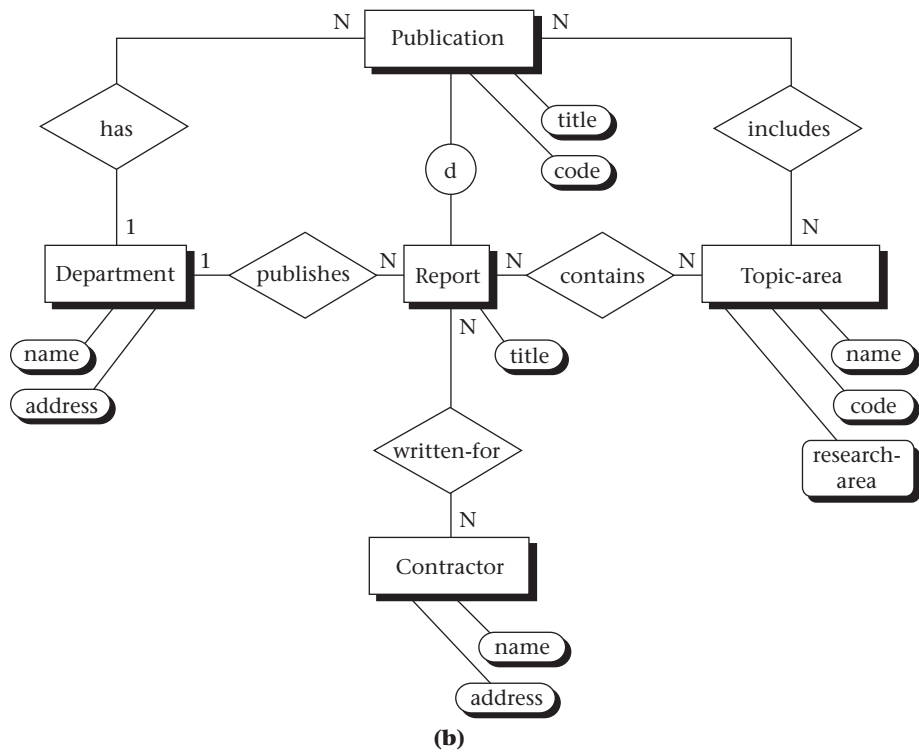 N
Publication
N
has
title
includes
d
code
1
N
Department
1
publishes
N
Report
N
contains
N
Topic-area
N
name
title
name
address
code
written-for
research-
area
N
Contractor
name
address
(b)